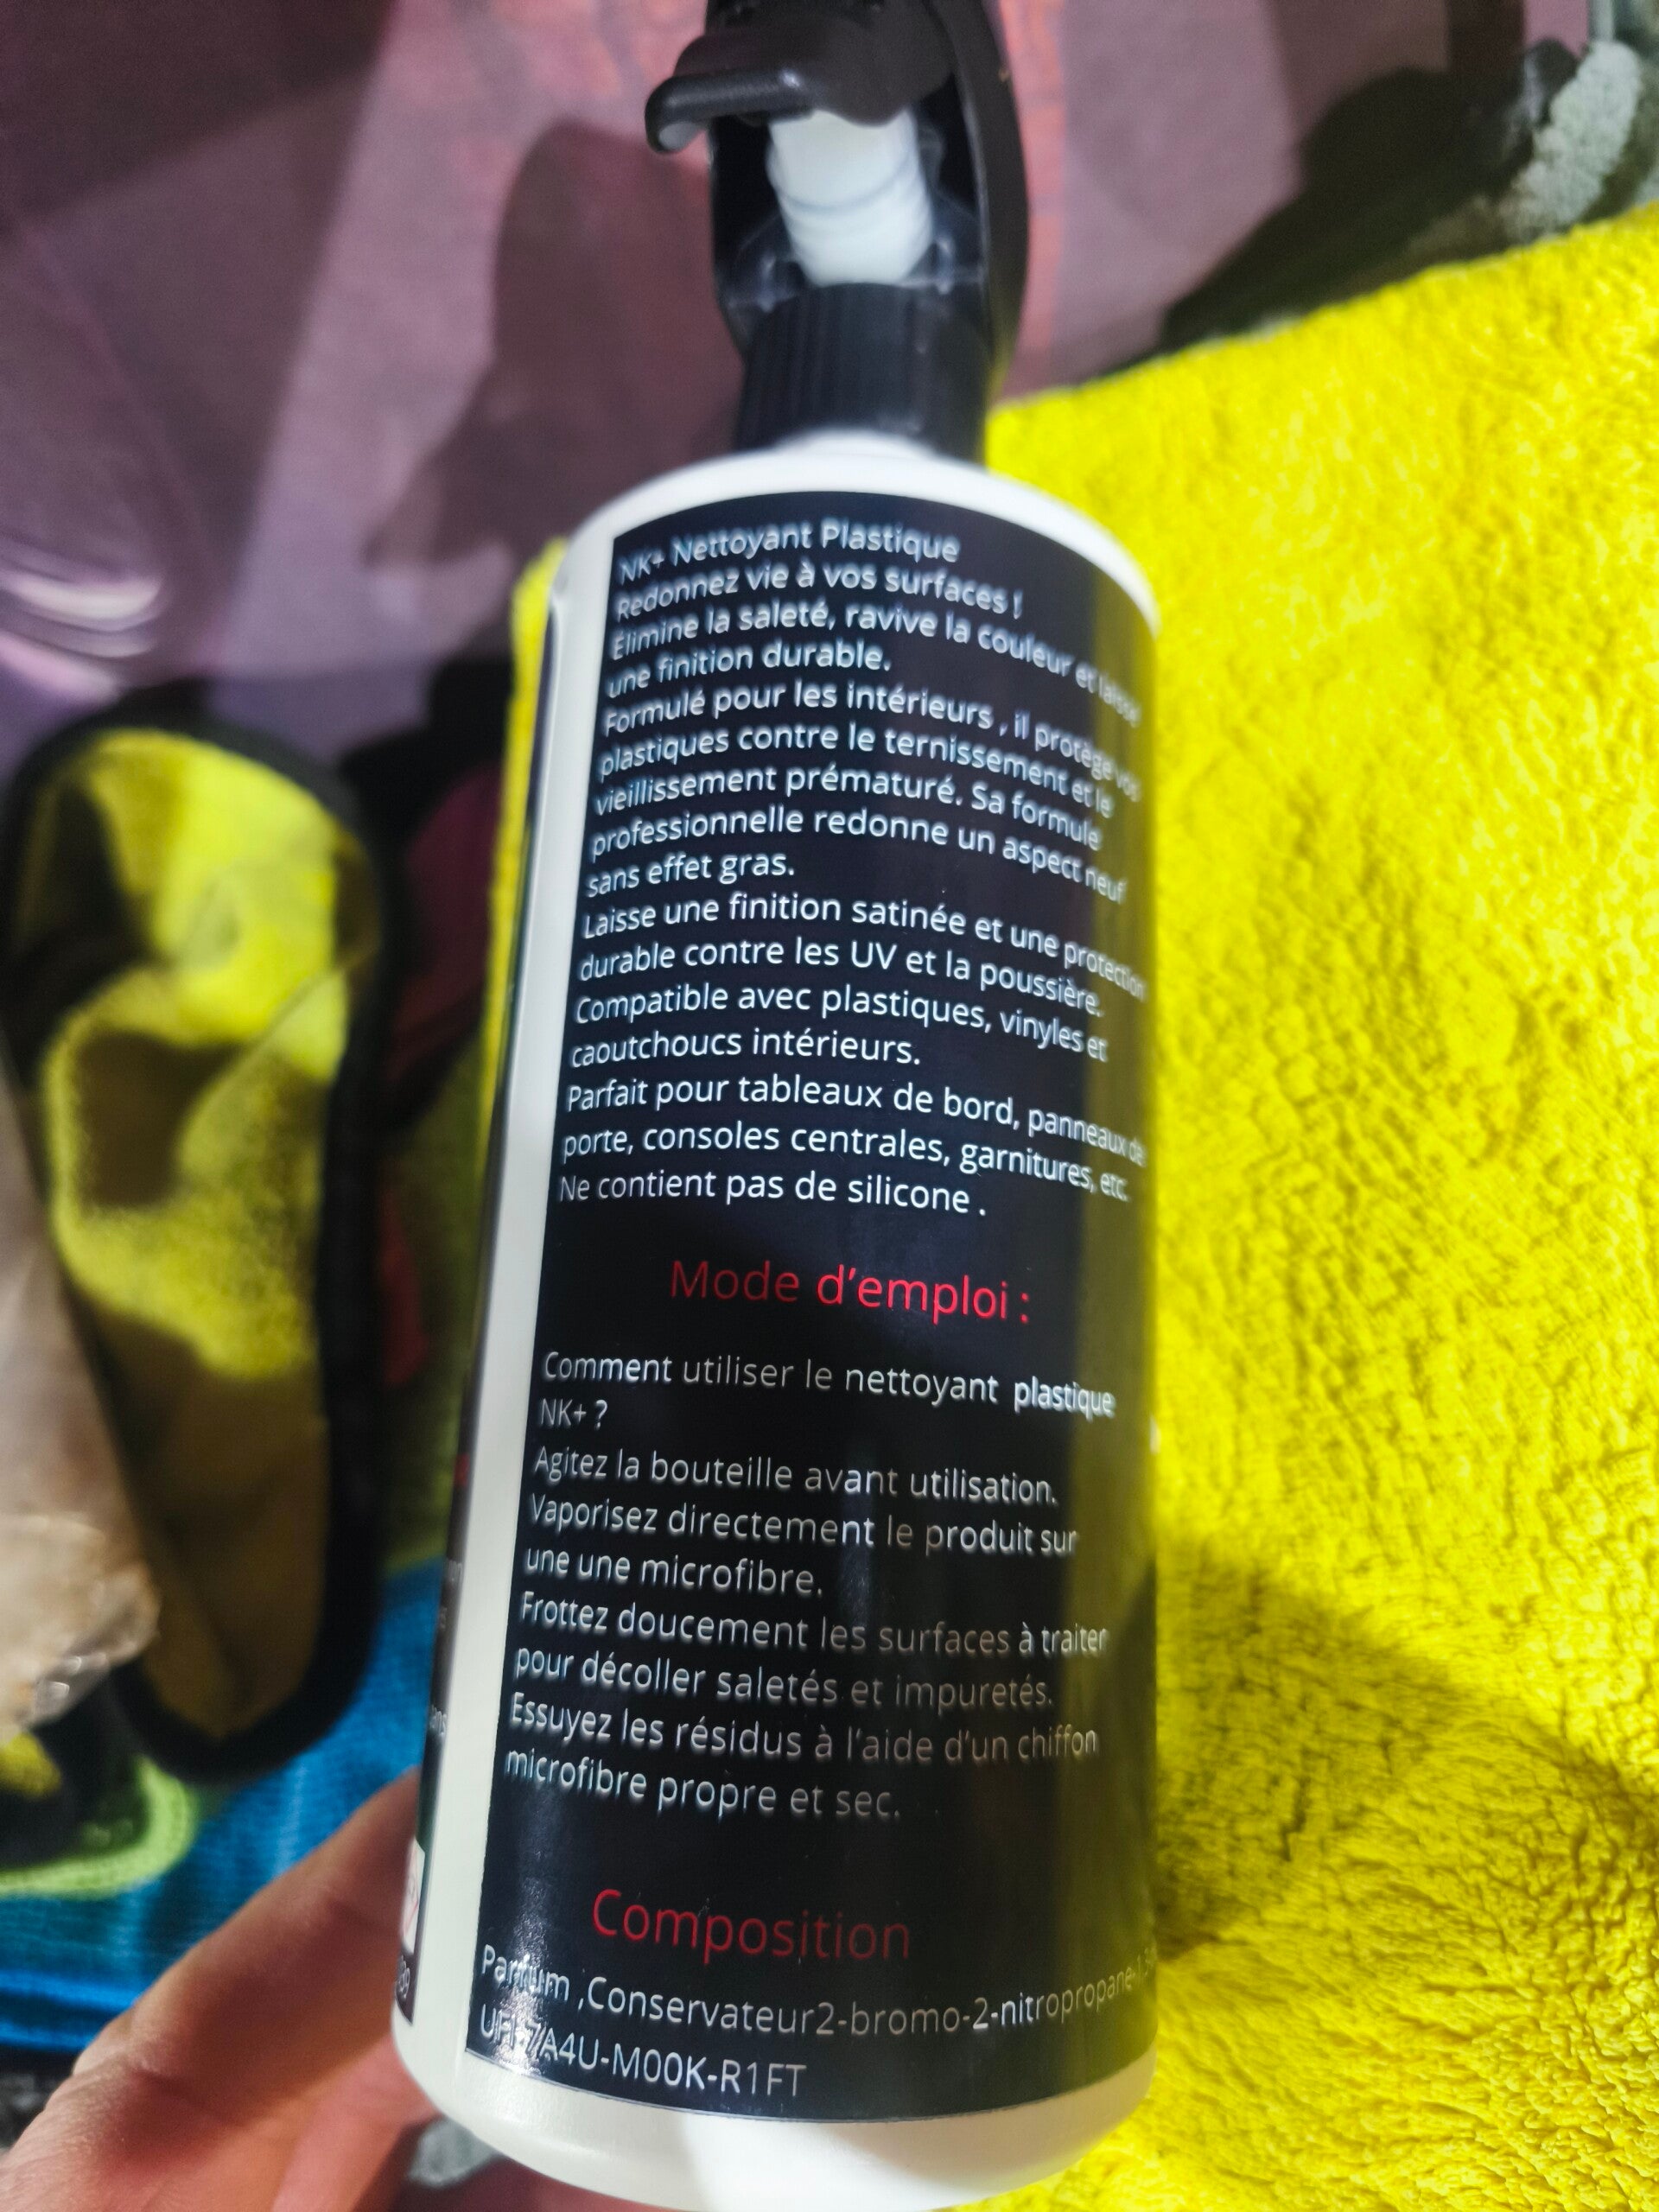 NK+ Nettoyant Plastique
Redonnez vie à vos surfaces !
Élimine la saleté, ravive la couleur et laisse
une finition durable.
Formulé pour les intérieurs , il protège vos
plastiques contre le ternissement et le
vieillissement prématuré. Sa formule
professionnelle redonne un aspect neuf
sans effet gras.
Laisse une finition satinée et une protection
durable contre les UV et la poussière.
Compatible avec plastiques, vinyles et
caoutchoucs intérieurs.
Parfait pour tableaux de bord, panneaux de
porte, consoles centrales, garnitures, etc.
Ne contient pas de silicone .
Mode d’emploi :
Comment utiliser le nettoyant plastique
NK+ ?
Agitez la bouteille avant utilisation.
Vaporisez directement le produit sur
une une microfibre.
Frottez doucement les surfaces à traiter
pour décoller saletés et impuretés.
Essuyez les résidus à l’aide d’un chiffon
microfibre propre et sec.
Composition
Parfum ,Conservateur2-bromo-2-nitropropane-1,3
A4U-M00K-R1FT